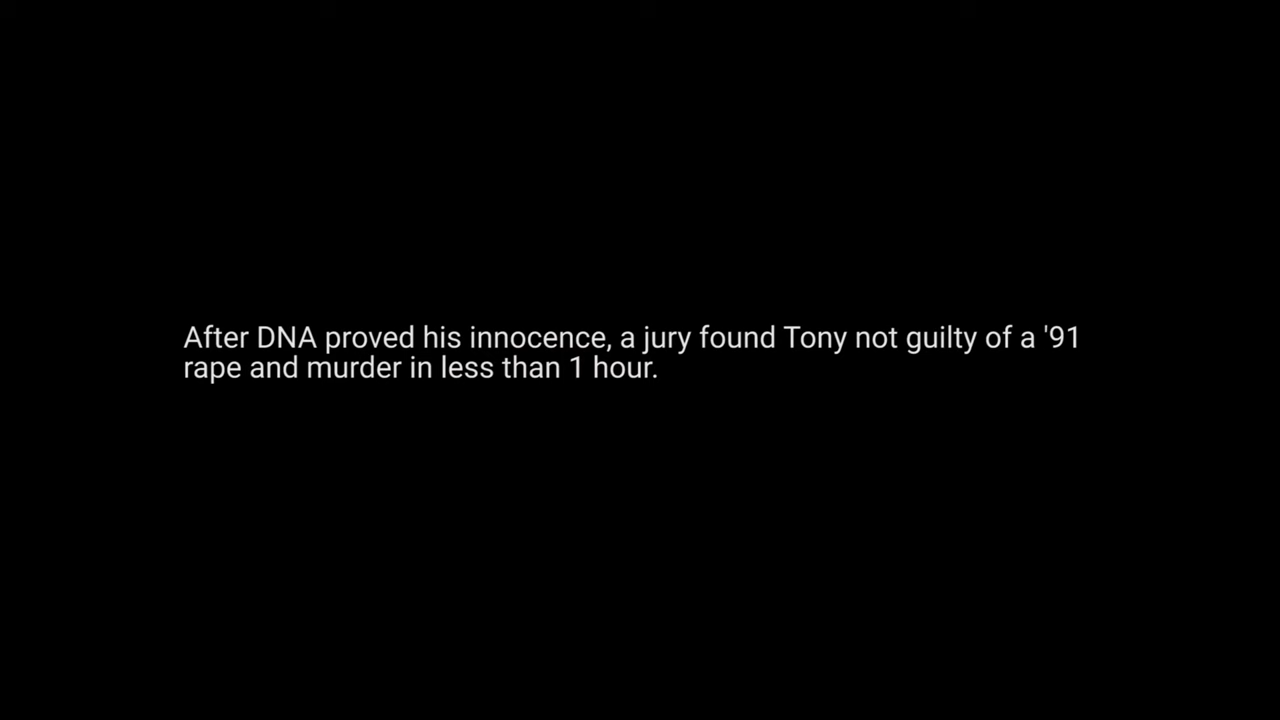 After DNA proved his innocence, a jury found Tony not guilty of a '91
rape and murder in less than 1 hour.